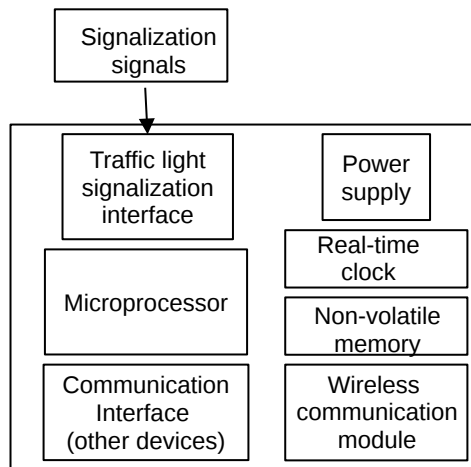 Signalization
signals
Traffic light
signalization
interface
Power
supply
Real-time
clock
Microprocessor
Non-volatile
memory
Communication
Interface
(other devices)
Wireless
communication
module